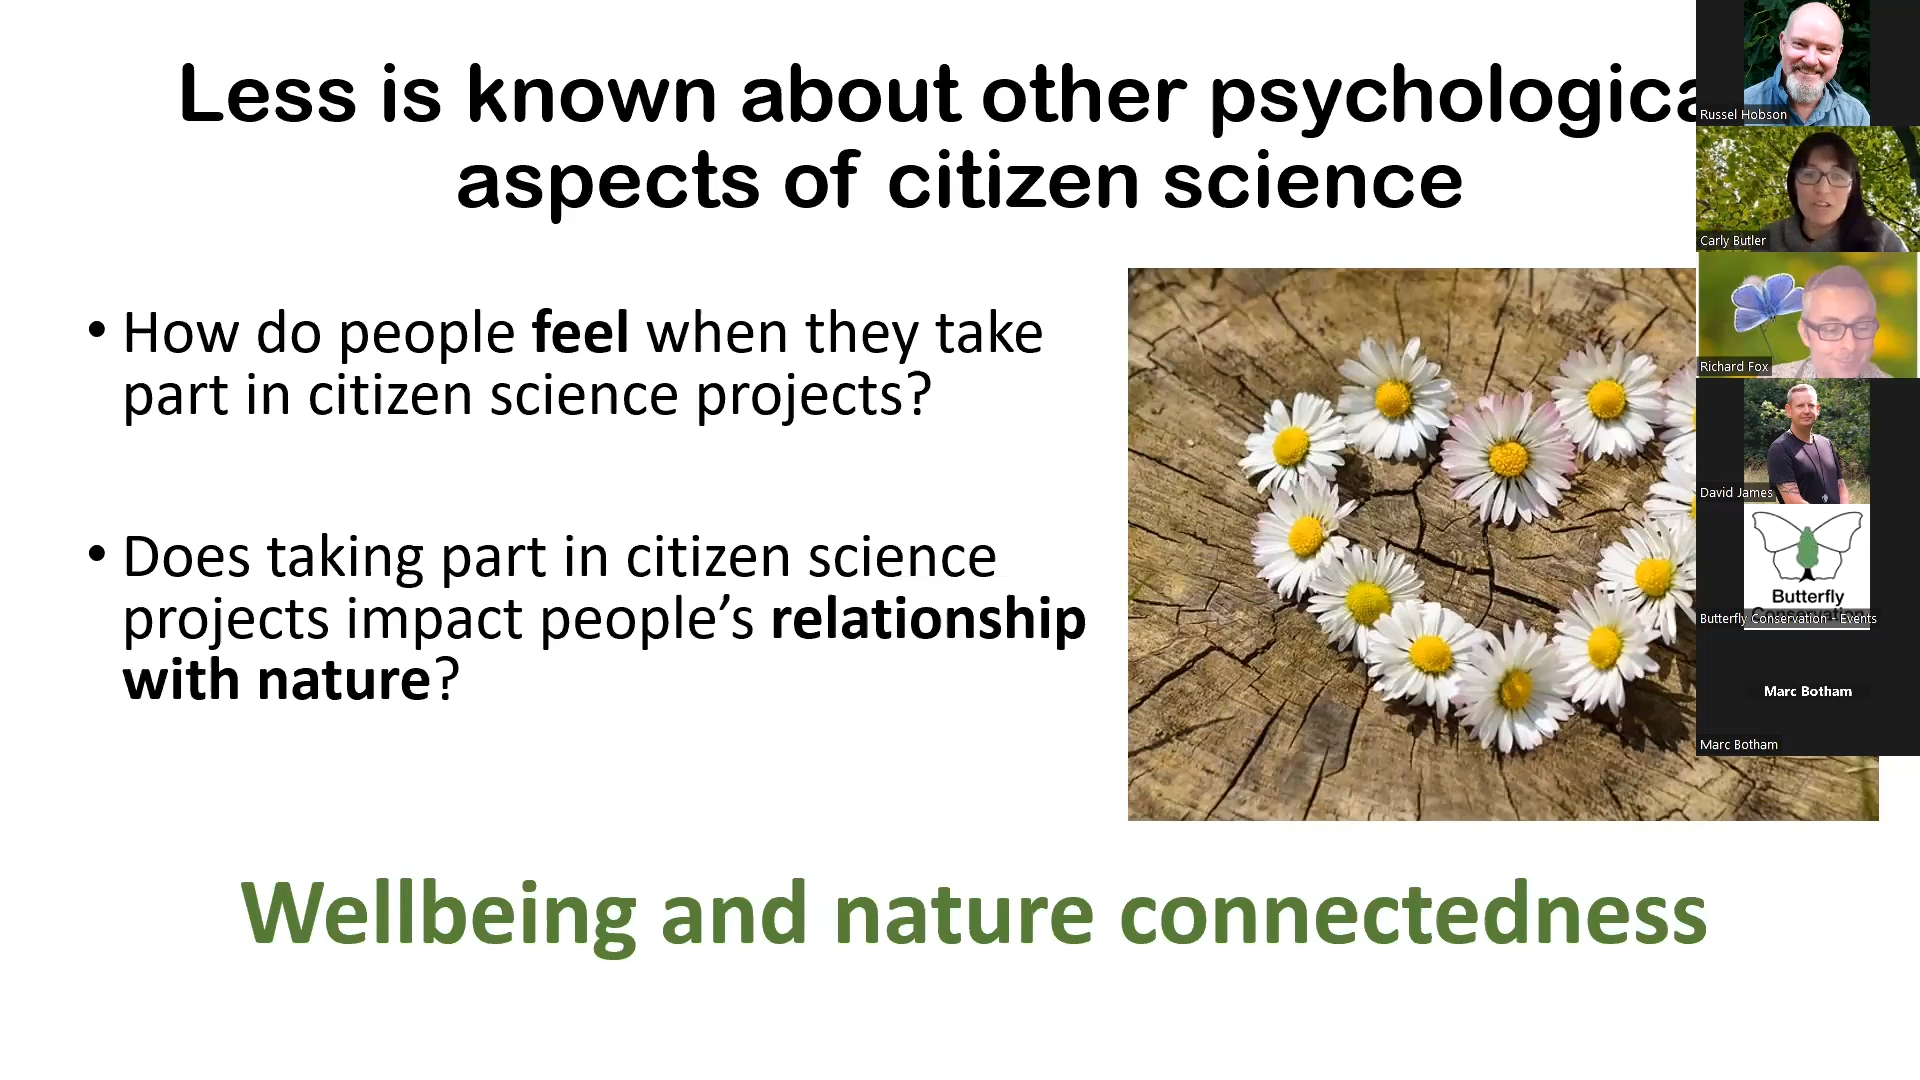 Less is known about other psychologica
aspects of citizen science
• How do people feel when they take
part in citizen science projects?
• Does taking part in citizen science
projects impact people’s relationship
with nature?
Wellbeing and nature connectedness
Russel Hobson
Carly Butler
Richard Fox
David James
Butterfly
Conservation
Butterfly Conservation - Events
Marc Botham
Marc Botham